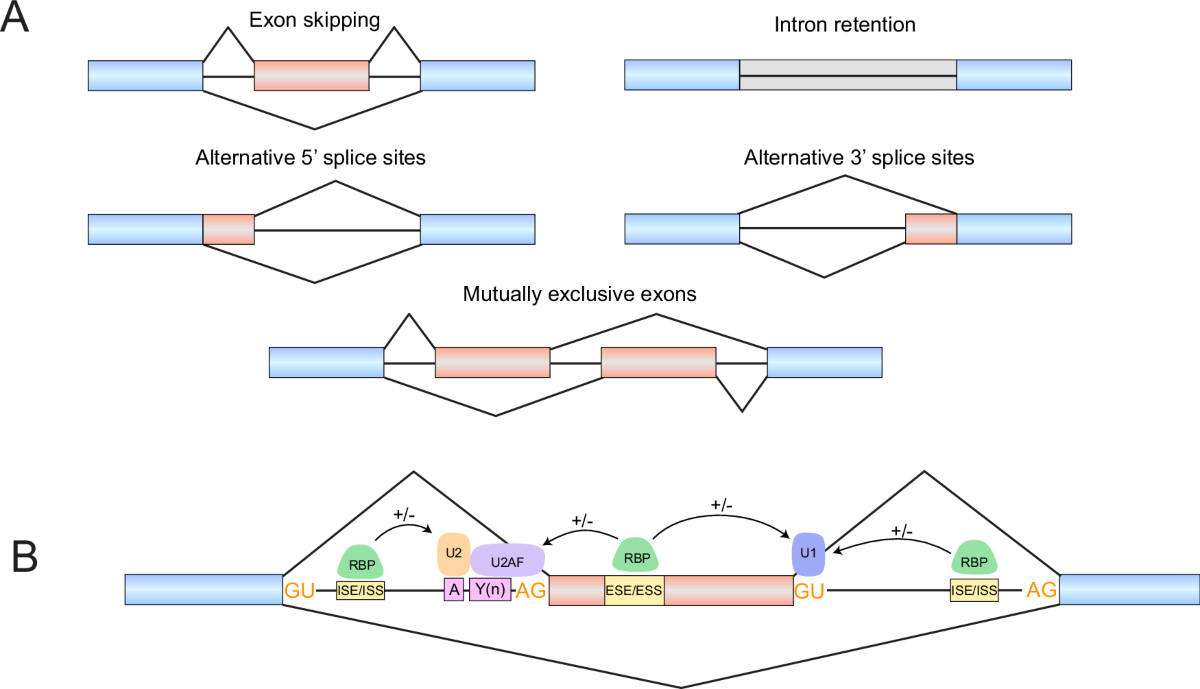 A
Exon skipping
Intron retention
Alternative 5’ splice sites
Alternative 3’ splice sites
Mutually exclusive exons
B
+/-
+/-
+/-
+/-
RBP
U2
U2AF
RBP
U1
RBP
GU
ISE/ISS
A
Y(n)
AG
ESE/ESS
GU
ISE/ISS
AG